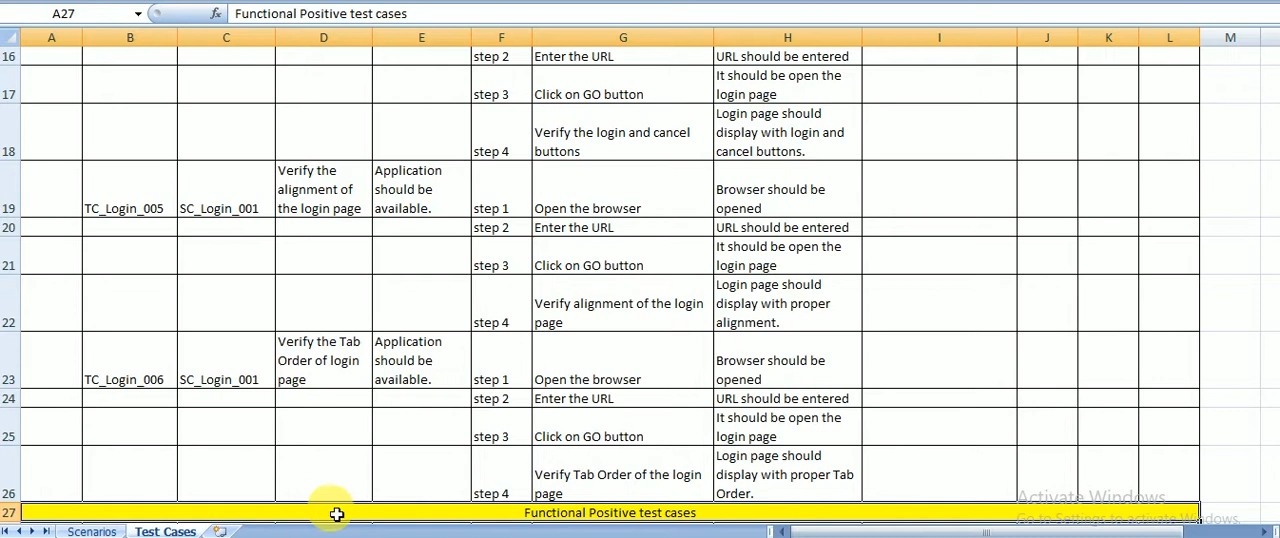 A27 fx Functional Positive test cases
A B C D E F G H I J K L M
16 step 2 Enter the URL URL should be entered
It should be open the
17 step 3 Click on GO button login page
Login page should
Verify the login and cancel display with login and
18 step 4 buttons cancel buttons.
Verify the Application
alignment of should be Browser should be
19 TC_Login_005 SC_Login_001 the login page available. step 1 Open the browser opened
20 step 2 Enter the URL URL should be entered
It should be open the
21 step 3 Click on GO button login page
Login page should
Verify alignment of the login display with proper
22 step 4 page alignment.
Verify the Tab Application
Order of login should be Browser should be
23 TC_Login_006 SC_Login_001 page available. step 1 Open the browser opened
24 step 2 Enter the URL URL should be entered
It should be open the
25 step 3 Click on GO button login page
Login page should
Verify Tab Order of the login display with proper Tab
26 step 4 page Order.
Activate Windows
27 Functional Positive test cases
Go to Settings to activate Windows.
Scenarios Test Cases